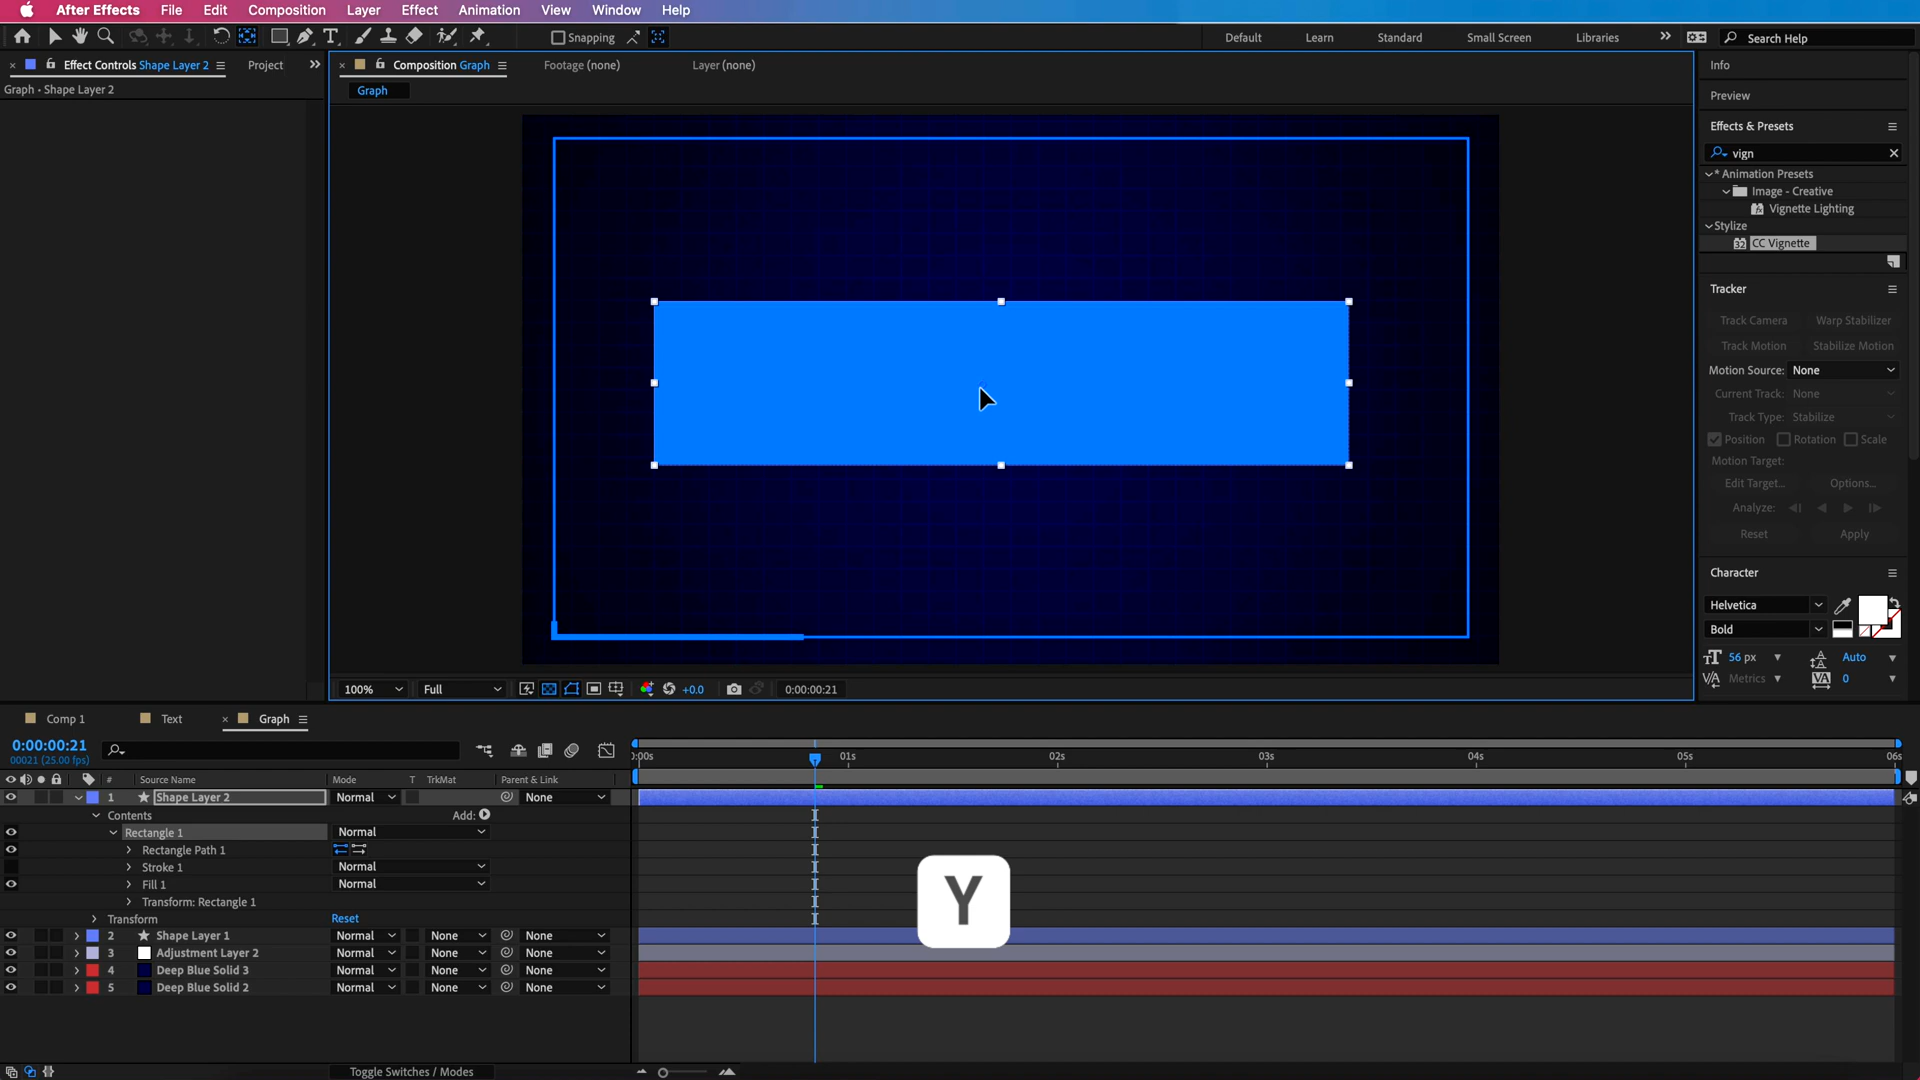 After Effects File Edit Composition Layer Effect Animation View Window Help
Snapping Default Learn Standard Small Screen Libraries Search Help
Effect Controls Shape Layer 2 Project Composition Graph Footage (none) Layer (none) Info
Graph • Shape Layer 2 Graph
Preview
Effects & Presets
vign
* Animation Presets
Image - Creative
Vignette Lighting
Stylize
CC Vignette
Tracker
Track Camera Warp Stabilizer
Track Motion Stabilize Motion
Motion Source: None
Current Track: None
Track Type: Stabilize
Position Rotation Scale
Motion Target:
Edit Target... Options...
Analyze:
Reset Apply
Character
Helvetica
Bold
56 px Auto
Metrics 0
100% Full +0.0 0:00:00:21
Comp 1 Text Graph
0:00:00:21
00021 (25.00 fps)
:00s 01s 02s 03s 04s 05s 06s
# Source Name Mode T TrkMat Parent & Link
1 Shape Layer 2 Normal None
Contents Add:
Rectangle 1 Normal
Rectangle Path 1
Stroke 1 Normal
Fill 1 Normal
Transform: Rectangle 1
Transform Reset
2 Shape Layer 1 Normal None None
3 Adjustment Layer 2 Normal None None
4 Deep Blue Solid 3 Normal None None
5 Deep Blue Solid 2 Normal None None
Y
Toggle Switches / Modes